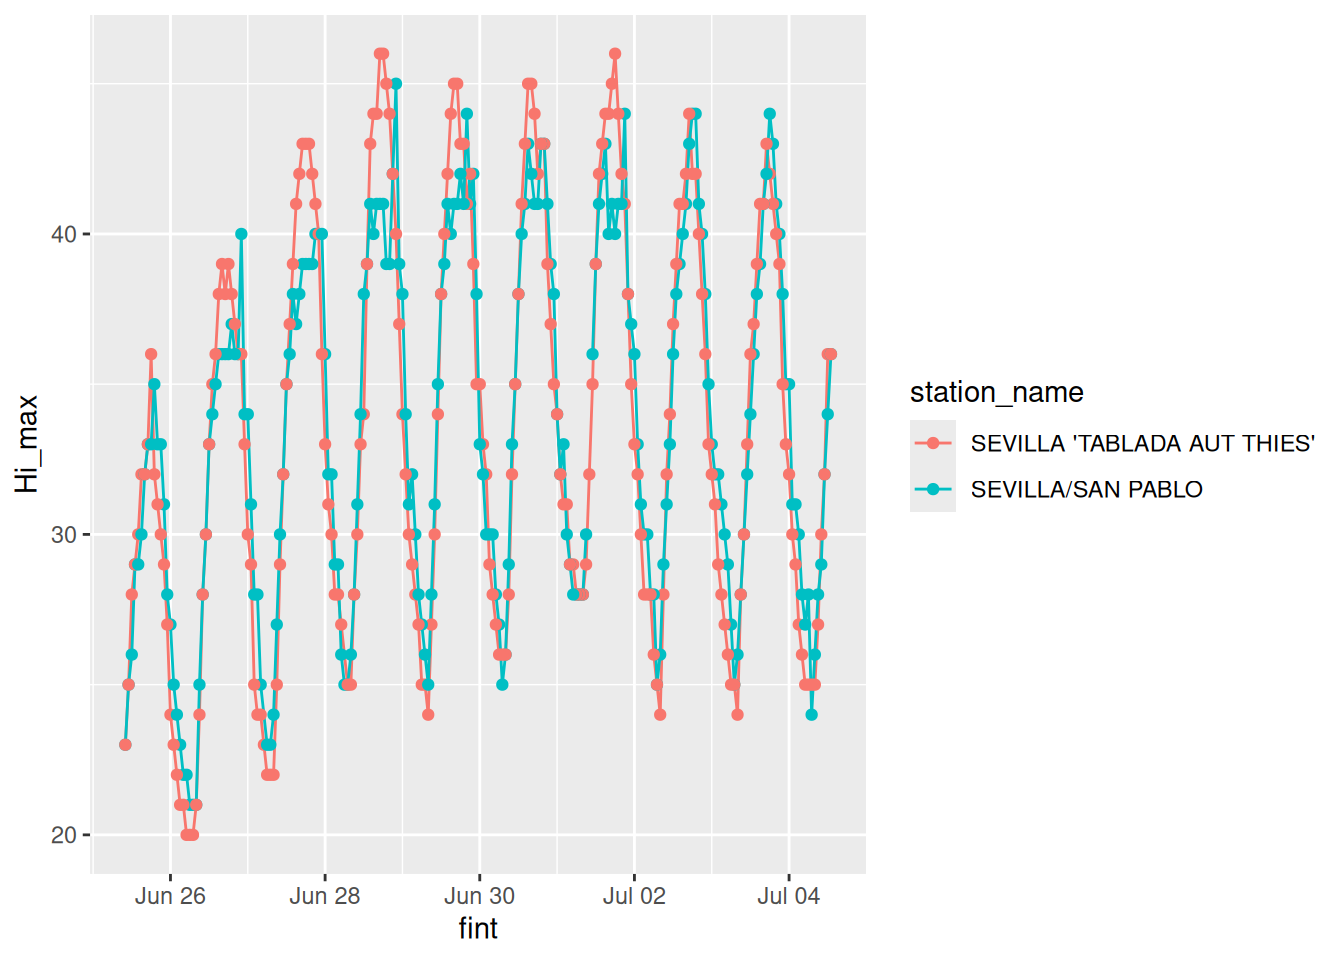 Hi_max
40
30
20
Jun 26
Jun 28
Jun 30
Jul 02
Jul 04
fint
station_name
SEVILLA 'TABLADA AUT THIES'
SEVILLA/SAN PABLO